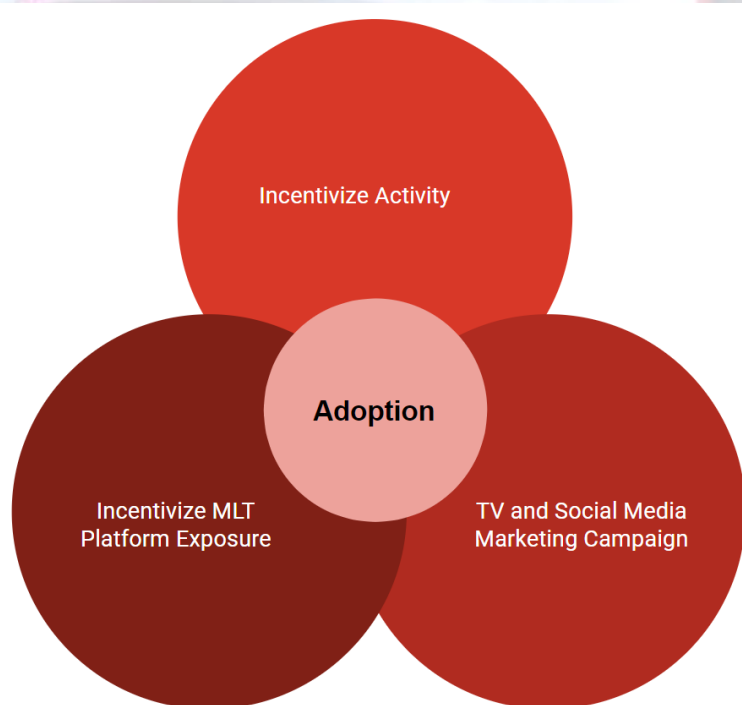 Incentivize Activity
Adoption
Incentivize MLT
Platform Exposure
TV and Social Media
Marketing Campaign